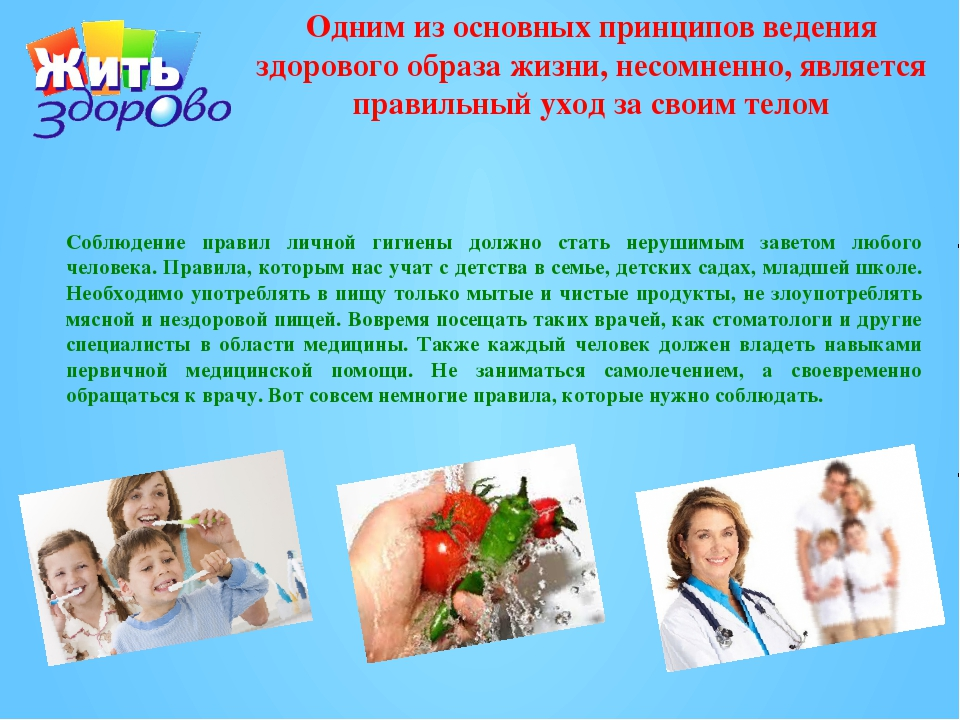 Жить
здорово
Одним из основных принципов ведения
здорового образа жизни, несомненно, является
правильный уход за своим телом
Соблюдение правил личной гигиены должно стать нерушимым заветом любого
человека. Правила, которым нас учат с детства в семье, детских садах, младшей школе.
Необходимо употреблять в пищу только мытые и чистые продукты, не злоупотреблять
мясной и нездоровой пищей. Вовремя посещать таких врачей, как стоматологи и другие
специалисты в области медицины. Также каждый человек должен владеть навыками
первичной медицинской помощи. Не заниматься самолечением, а своевременно
обращаться к врачу. Вот совсем немногие правила, которые нужно соблюдать.